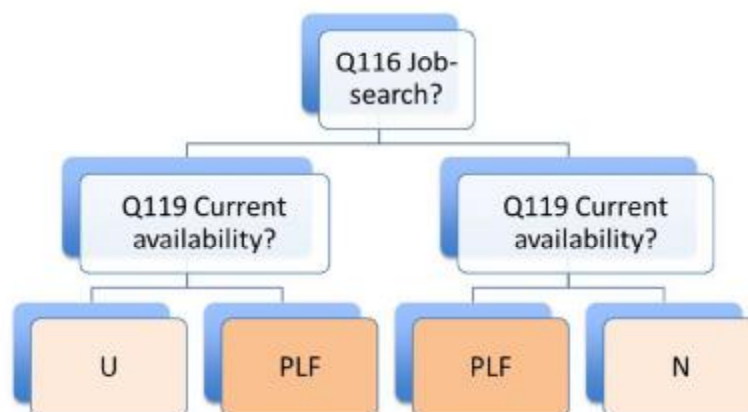 Q116 Job-
search?
Q119 Current
availability?
Q119 Current
availability?
U
PLF
PLF
N